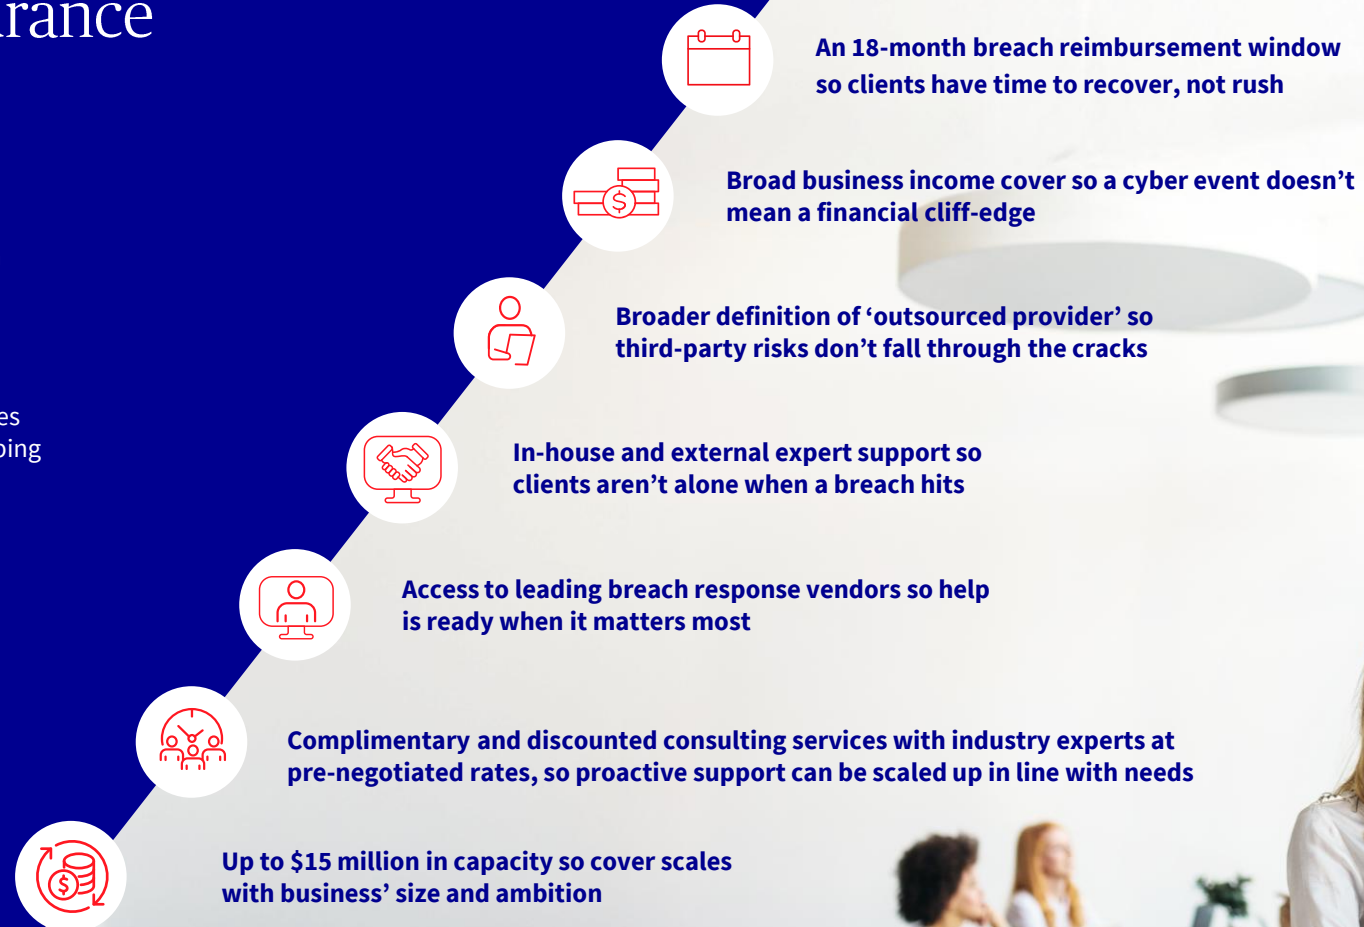 An 18-month breach reimbursement window
so clients have time to recover, not rush
Broad business income cover so a cyber event doesn’t
mean a financial cliff-edge
Broader definition of ‘outsourced provider’ so
third-party risks don’t fall through the cracks
In-house and external expert support so
clients aren’t alone when a breach hits
Access to leading breach response vendors so help
is ready when it matters most
Complimentary and discounted consulting services with industry experts at
pre-negotiated rates, so proactive support can be scaled up in line with needs
Up to $15 million in capacity so cover scales
with business’ size and ambition